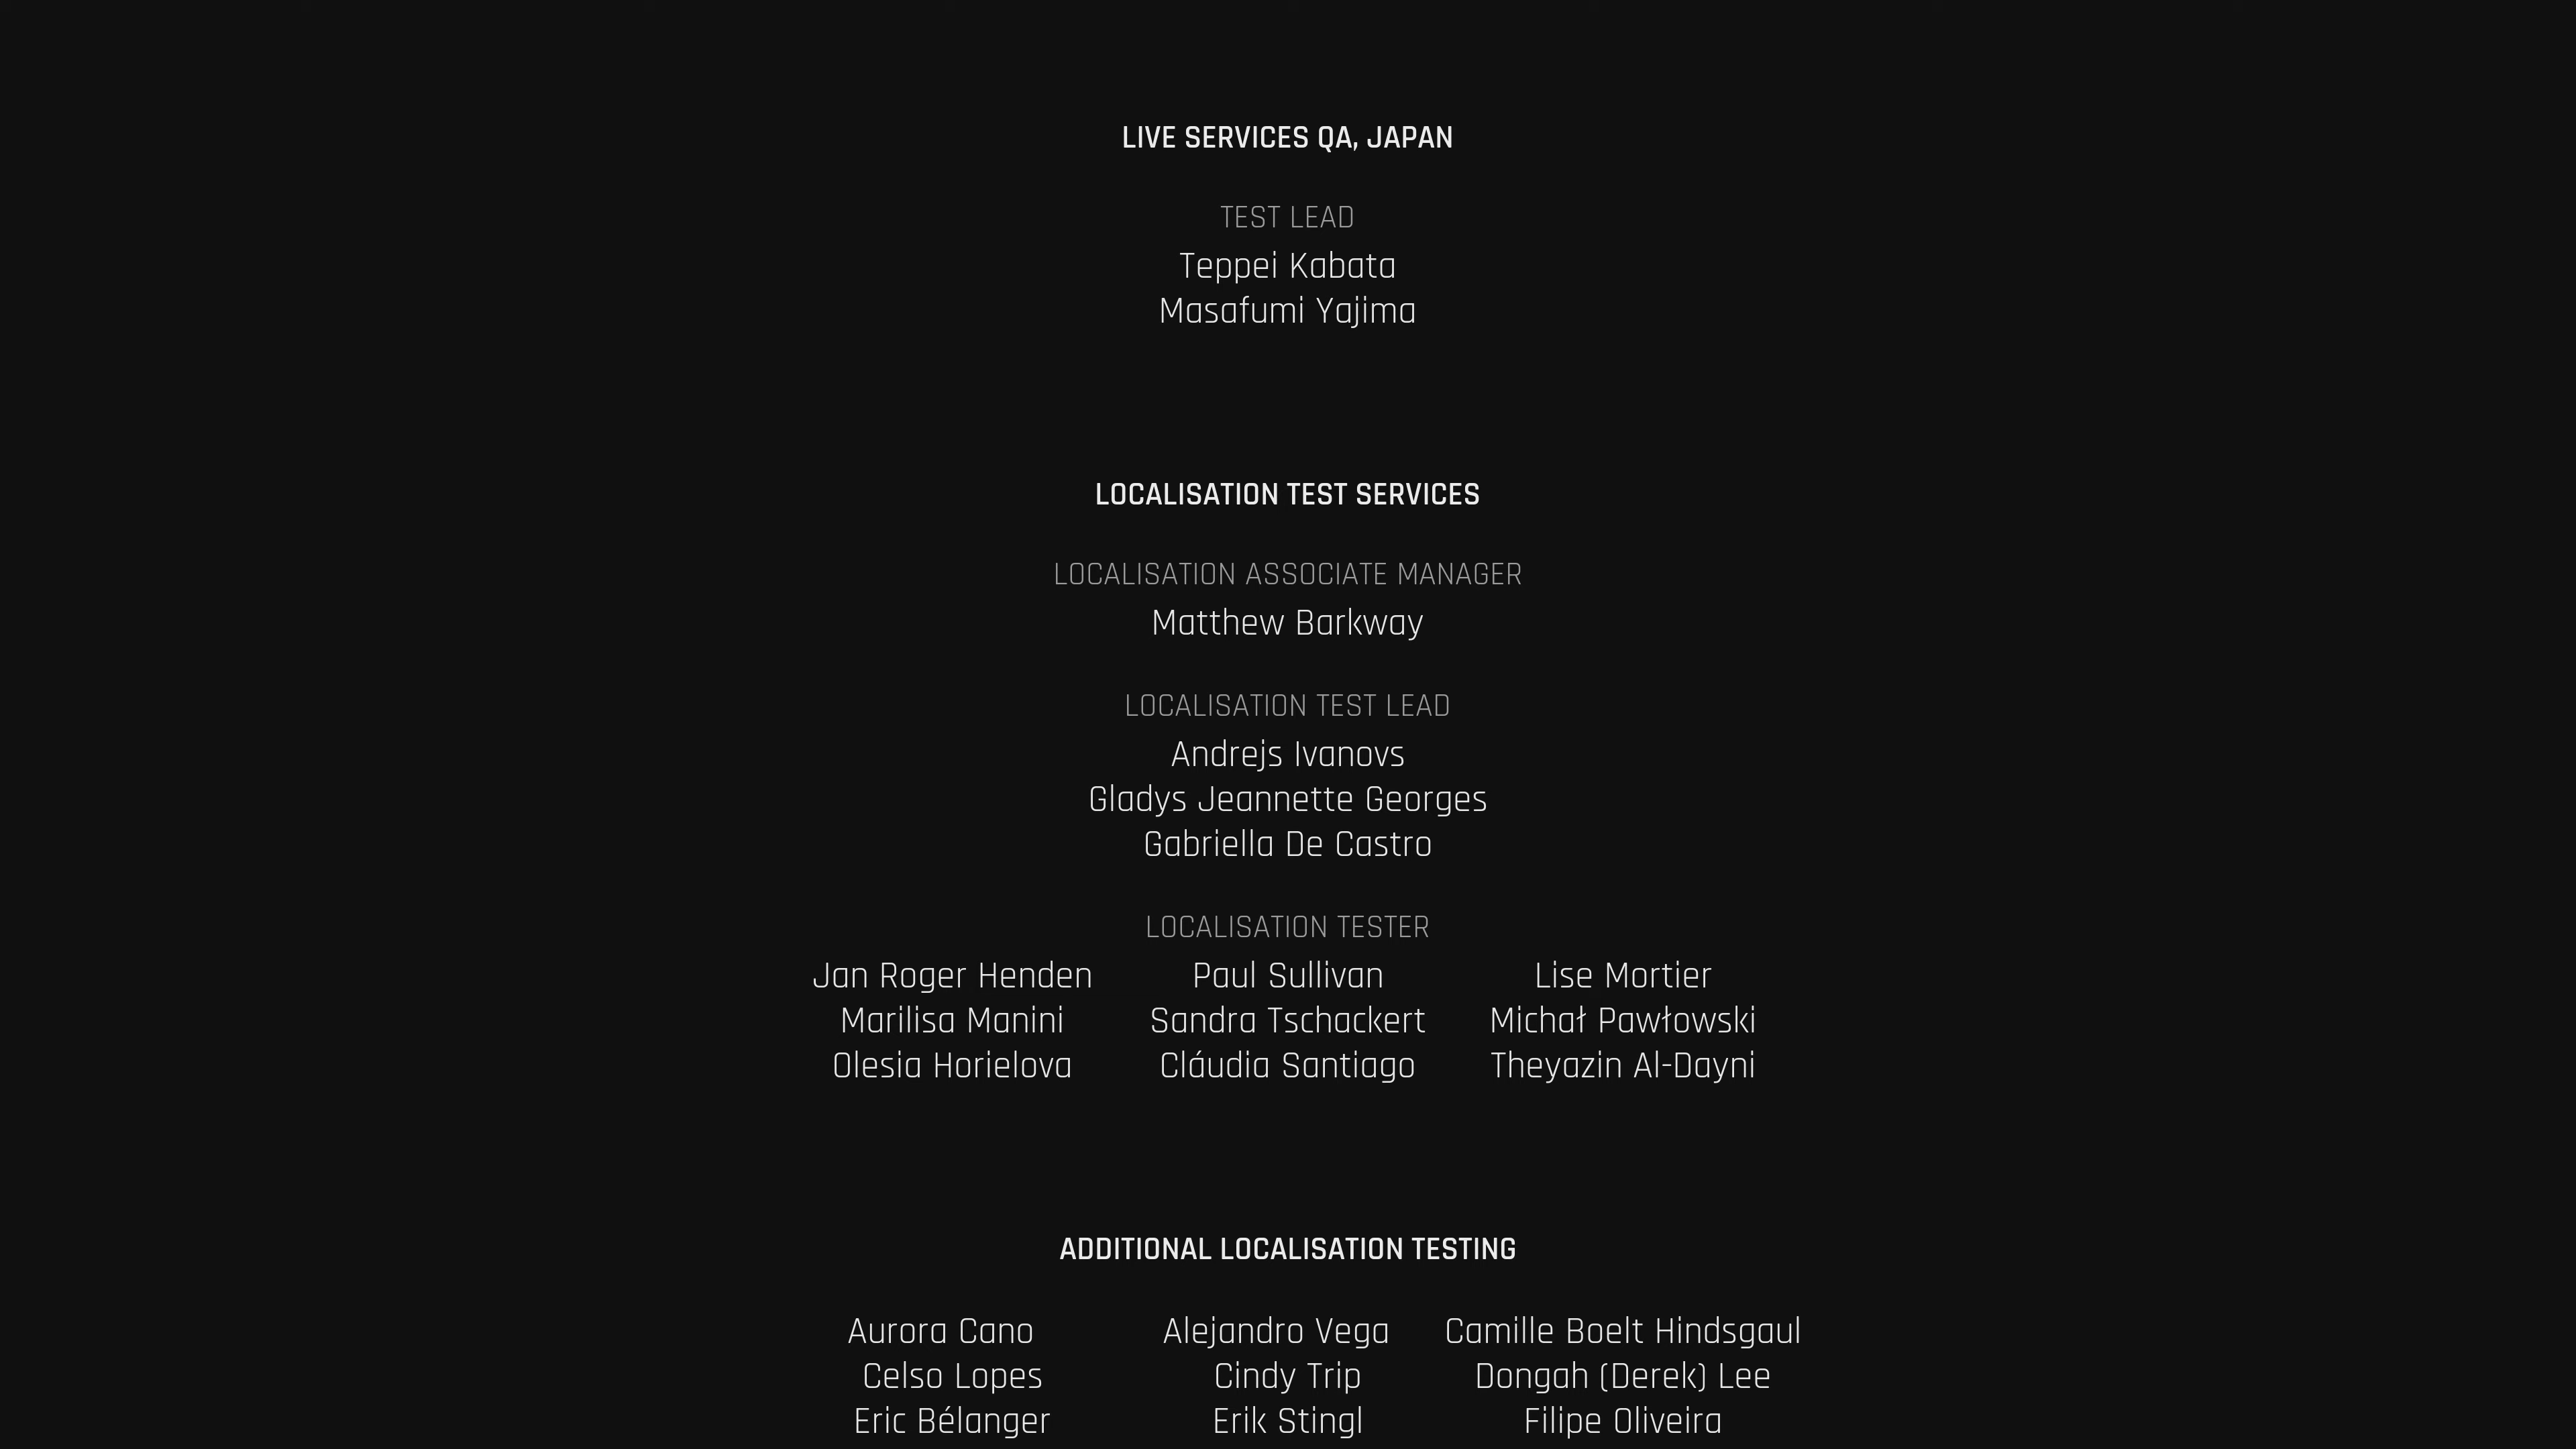 LIVE SERVICES QA, JAPAN
TEST LEAD
Teppei Kabata
Masafumi Yajima
LOCALISATION TEST SERVICES
LOCALISATION ASSOCIATE MANAGER
Matthew Barkway
LOCALISATION TEST LEAD
Andrejs Ivanovs
Gladys Jeannette Georges
Gabriella De Castro
LOCALISATION TESTER
Jan Roger Henden Paul Sullivan Lise Mortier
Marilisa Manini Sandra Tschackert Michał Pawłowski
Olesia Horielova Cláudia Santiago Theyazin Al-Dayni
ADDITIONAL LOCALISATION TESTING
Aurora Cano Alejandro Vega Camille Boelt Hindsgaul
Celso Lopes Cindy Trip Dongah (Derek) Lee
Eric Bélanger Erik Stingl Filipe Oliveira